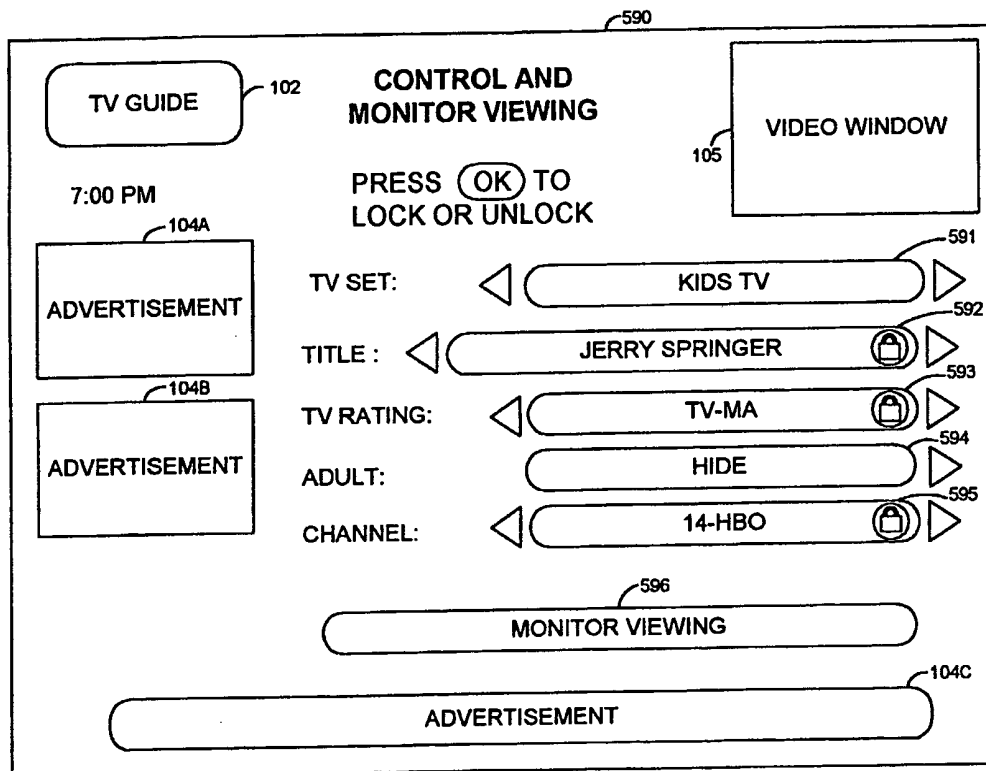 590
TV GUIDE
102
CONTROL AND
MONITOR VIEWING
VIDEO WINDOW
105
7:00 PM
PRESS OK TO
LOCK OR UNLOCK
104A
ADVERTISEMENT
591
TV SET:
KIDS TV
592
TITLE :
JERRY SPRINGER
593
104B
ADVERTISEMENT
TV RATING:
TV-MA
594
ADULT:
HIDE
595
CHANNEL:
14-HBO
596
MONITOR VIEWING
104C
ADVERTISEMENT